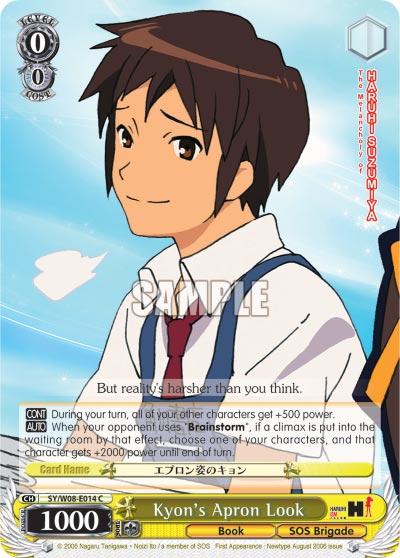 LEVEL
0
0
COST
The Melancholy of
HARUHI SUZUMIYA
SAMPLE
But reality's harsher than you think.
CONT During your turn, all of your other characters get +500 power.
AUTO When your opponent uses "Brainstorm", if a climax is put into the
waiting room by that effect, choose one of your characters, and that
character gets +2000 power until end of turn.
Card Name エプロン姿のキョン
CH SY/W08-E014 C
POWER
1000
SOUL
Kyon's Apron Look
HARUHI
H
Book
SOS Brigade
© 2006 Nagaru Tanigawa • Noizi Ito / a member of SOS First Appearance : Newtype August 2006 issue